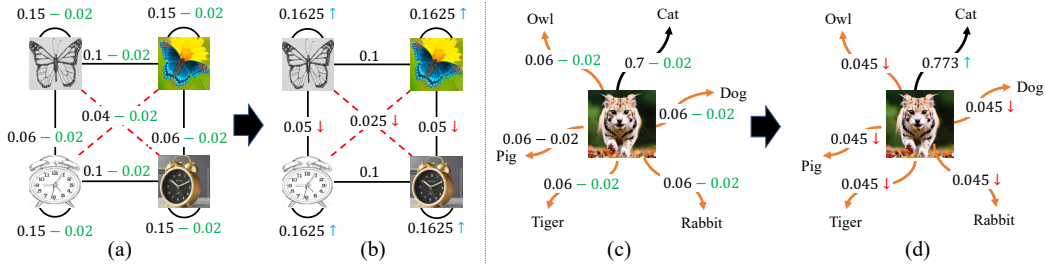 0.15 − 0.02 0.15 − 0.02
0.1 − 0.02
0.04 − 0.02
0.06 − 0.02 0.06 − 0.02
0.1 − 0.02
0.15 − 0.02 0.15 − 0.02
(a)
0.1625 ↑ 0.1625 ↑
0.1
0.05 ↓ 0.025 ↓ 0.05 ↓
0.1
0.1625 ↑ 0.1625 ↑
(b)
Owl Cat
0.06 − 0.02 0.7 − 0.02
Dog
0.06 − 0.02
0.06 − 0.02
Pig
0.06 − 0.02 0.06 − 0.02
Tiger Rabbit
(c)
Owl Cat
0.045 ↓ 0.773 ↑
Dog
0.045 ↓
0.045 ↓
Pig
0.045 ↓ 0.045 ↓
Tiger Rabbit
(d)